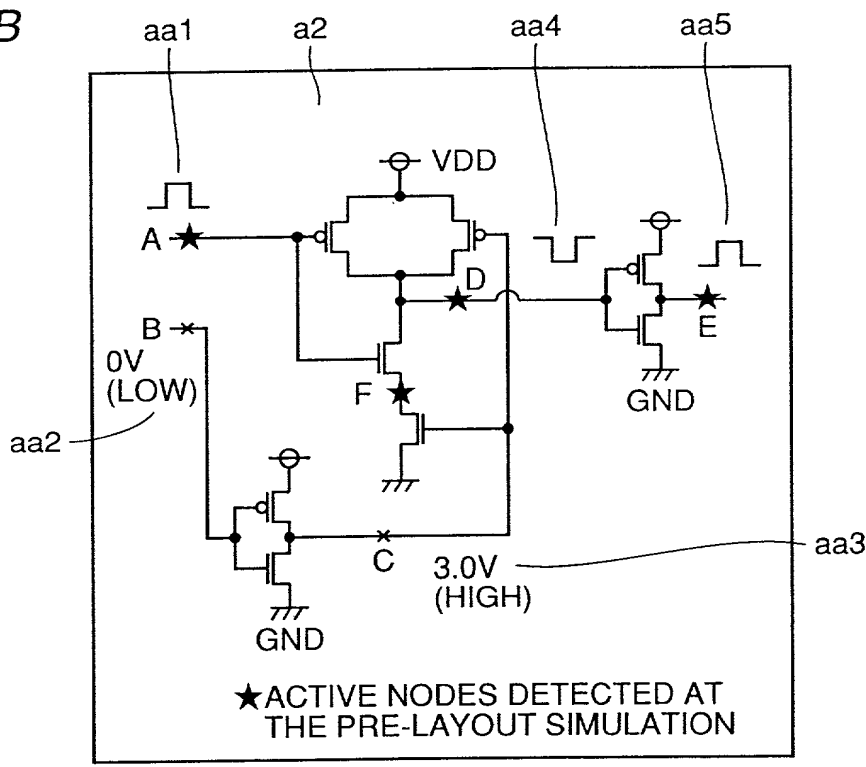 B
aa1
a2
aa4
aa5
VDD
A
D
B
E
0V
(LOW)
F
GND
aa2
C
3.0V
(HIGH)
aa3
GND
★ACTIVE NODES DETECTED AT
THE PRE-LAYOUT SIMULATION